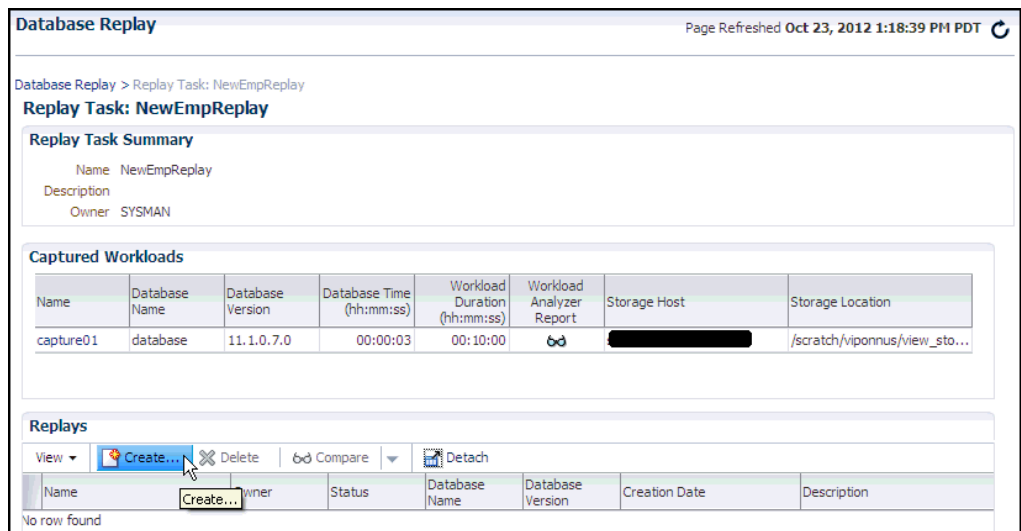 Database Replay
Page Refreshed Oct 23, 2012 1:18:39 PM PDT
Database Replay > Replay Task: NewEmpReplay
Replay Task: NewEmpReplay
Replay Task Summary
Name NewEmpReplay
Description
Owner SYSMAN
Captured Workloads
Name Database Name Database Version Database Time (hh:mm:ss) Workload Duration (hh:mm:ss) Workload Analyzer Report Storage Host Storage Location
capture01 database 11.1.0.7.0 00:00:03 00:10:00 /scratch/viponnus/view_sto...
Replays
View Create... Delete Compare Detach
Name Owner Status Database Name Database Version Creation Date Description
Create...
No row found